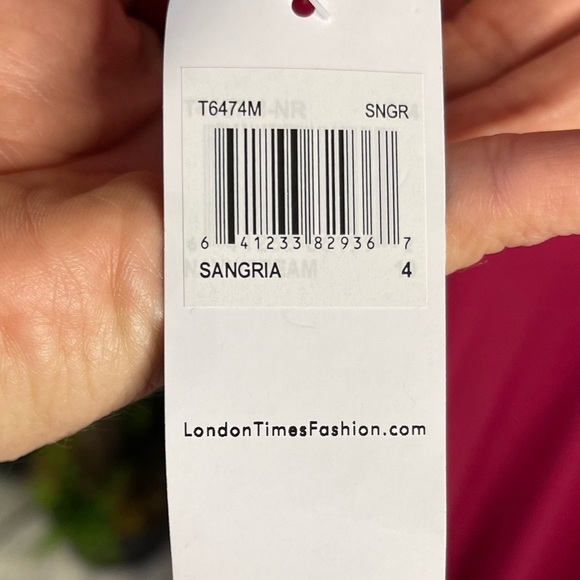 T6474M SNGR
6 41233 82936 7
SANGRIA 4
LondonTimesFashion.com